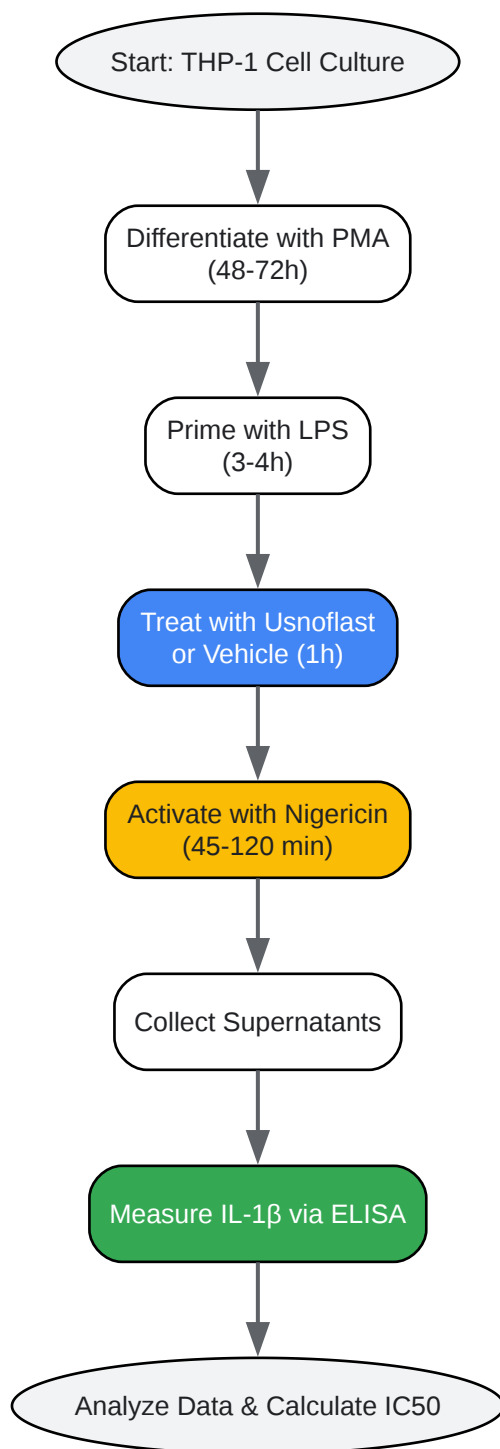 Start: THP-1 Cell Culture
Differentiate with PMA
(48-72h)
Prime with LPS
(3-4h)
Treat with Usnoflast
or Vehicle (1h)
Activate with Nigericin
(45-120 min)
Collect Supernatants
Measure IL-1β via ELISA
Analyze Data & Calculate IC50